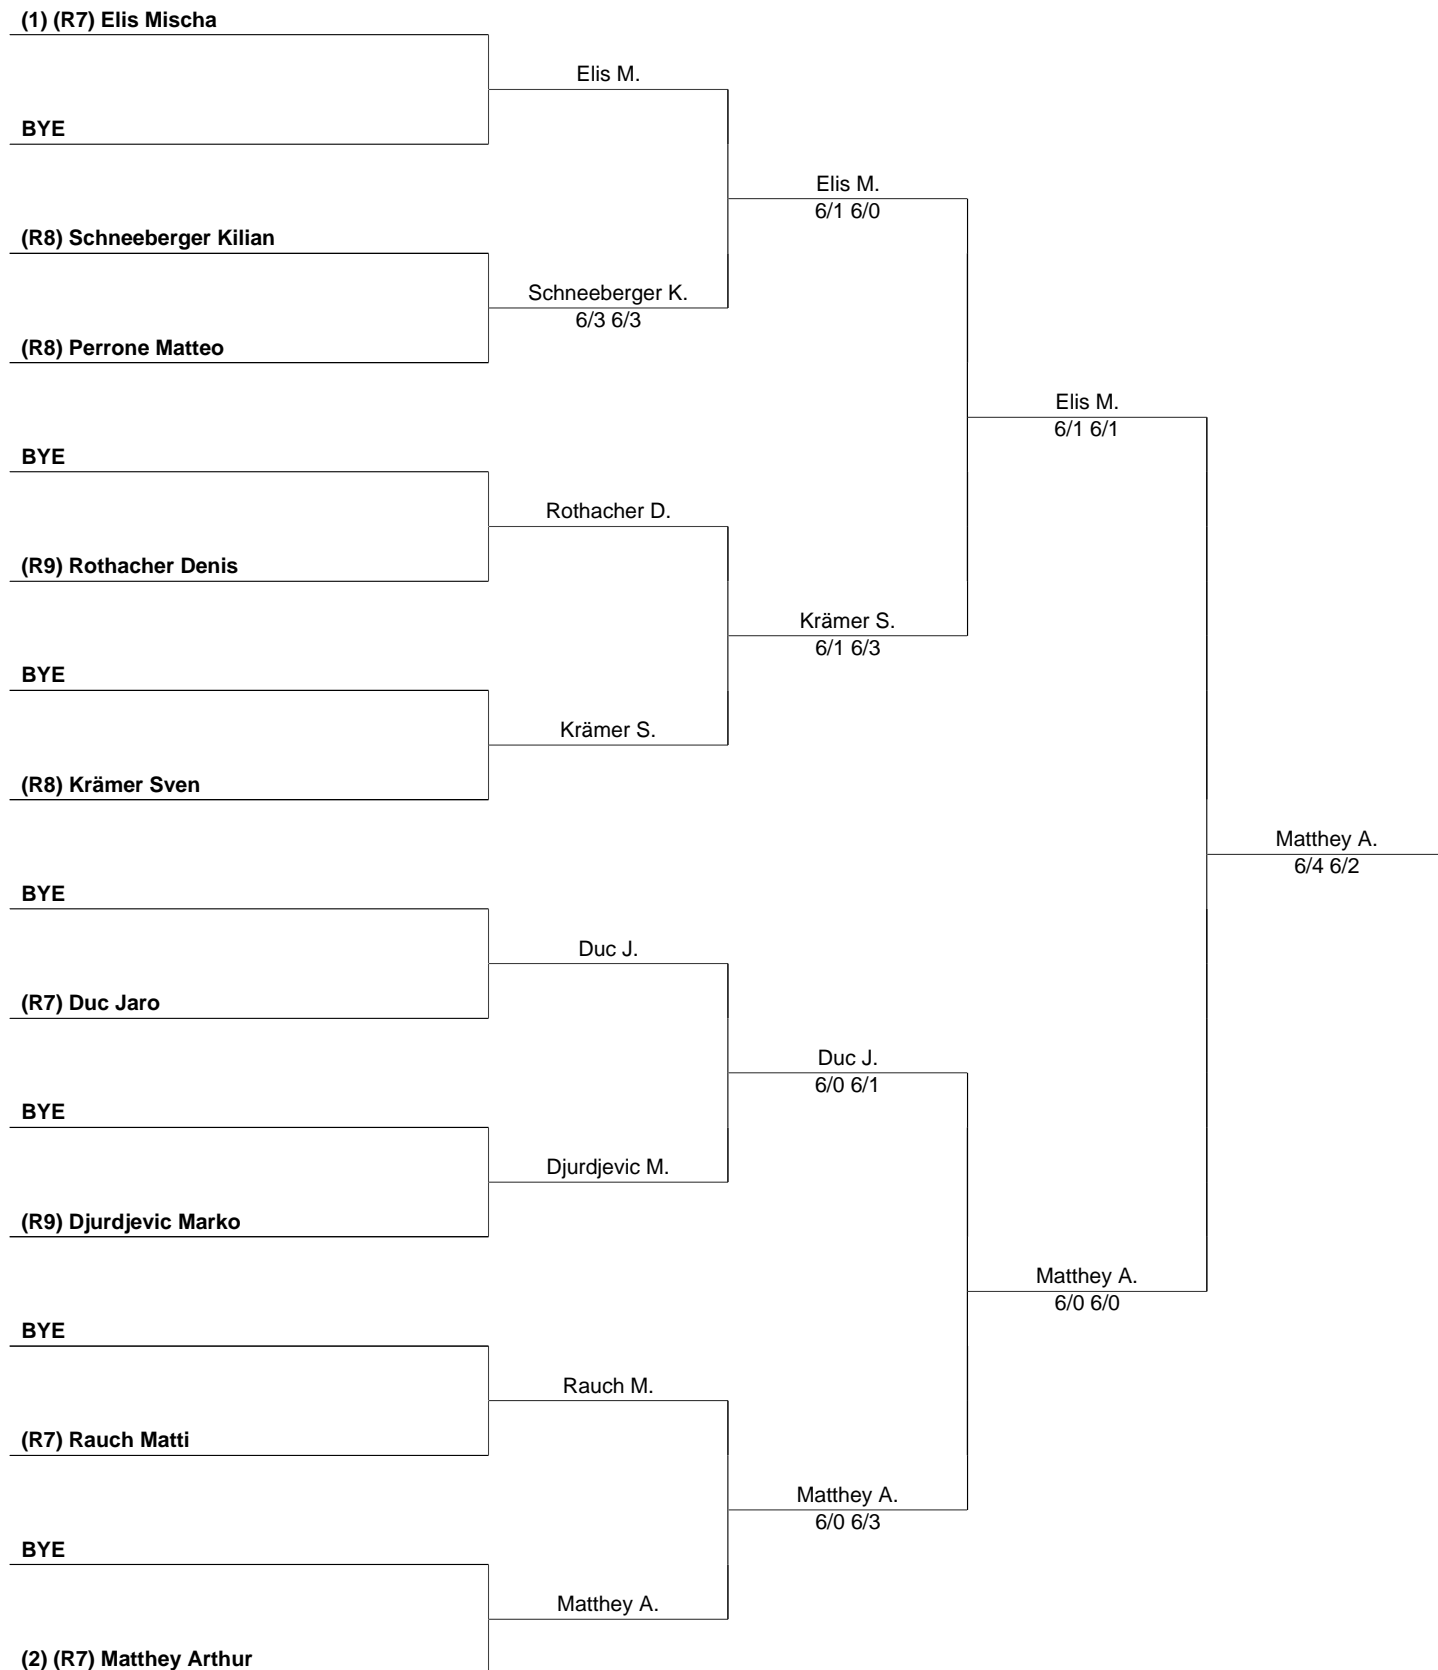 (1) (R7) Elis Mischa
Elis M.
BYE
Elis M.
6/1 6/0
(R8) Schneeberger Kilian
Schneeberger K.
6/3 6/3
(R8) Perrone Matteo
Elis M.
6/1 6/1
BYE
Rothacher D.
(R9) Rothacher Denis
Krämer S.
6/1 6/3
BYE
Krämer S.
(R8) Krämer Sven
Matthey A.
6/4 6/2
BYE
Duc J.
(R7) Duc Jaro
Duc J.
6/0 6/1
BYE
Djurdjevic M.
(R9) Djurdjevic Marko
Matthey A.
6/0 6/0
BYE
Rauch M.
(R7) Rauch Matti
Matthey A.
6/0 6/3
BYE
Matthey A.
(2) (R7) Matthey Arthur